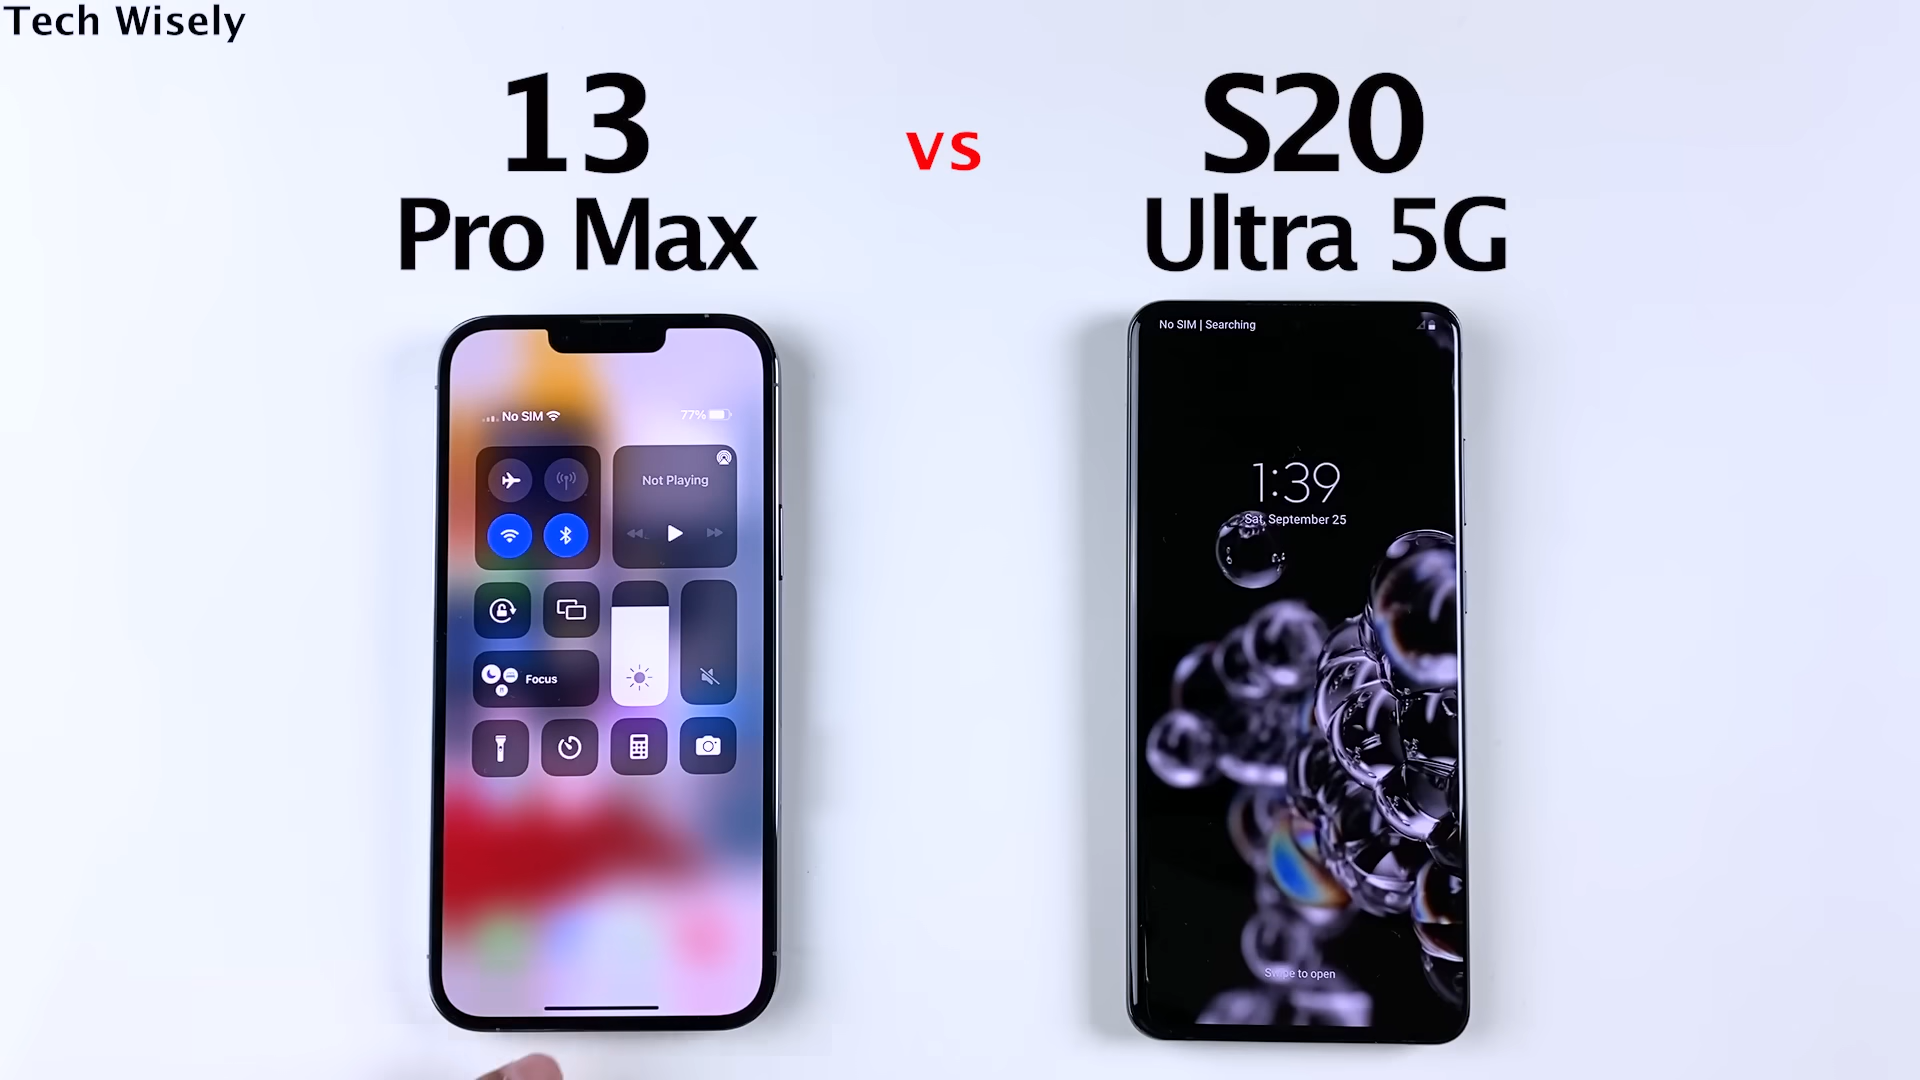 Tech Wisely
13
Pro Max
vs
S20
Ultra 5G
No SIM
77%
Not Playing
Focus
No SIM | Searching
1:39
Sat, September 25
Swipe to open